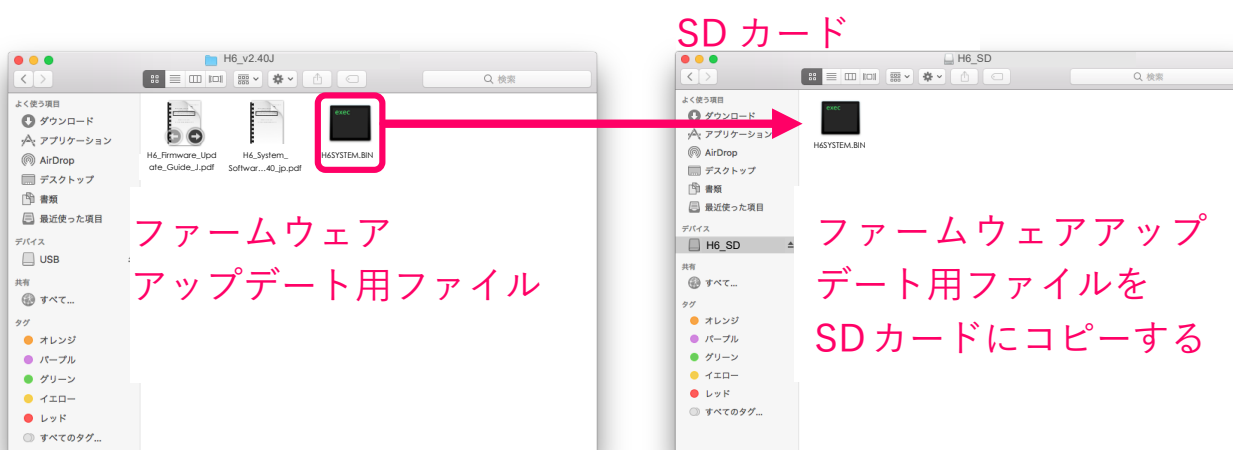 SD カード
H6_v2.40J
検索
よく使う項目
ダウンロード
アプリケーション
AirDrop
デスクトップ
書類
最近使った項目
デバイス
USB
共有
すべて...
タグ
オレンジ
パープル
グリーン
イエロー
レッド
すべてのタグ...
H6_Firmware_Upd
ate_Guide_J.pdf
H6_System_
Softwar...40_jp.pdf
exec
H6SYSTEM.BIN
ファームウェア
アップデート用ファイル
H6_SD
検索
よく使う項目
ダウンロード
アプリケーション
AirDrop
デスクトップ
書類
最近使った項目
デバイス
H6_SD
共有
すべて...
タグ
オレンジ
パープル
グリーン
イエロー
レッド
すべてのタグ...
exec
H6SYSTEM.BIN
ファームウェアアップ
デート用ファイルを
SDカードにコピーする